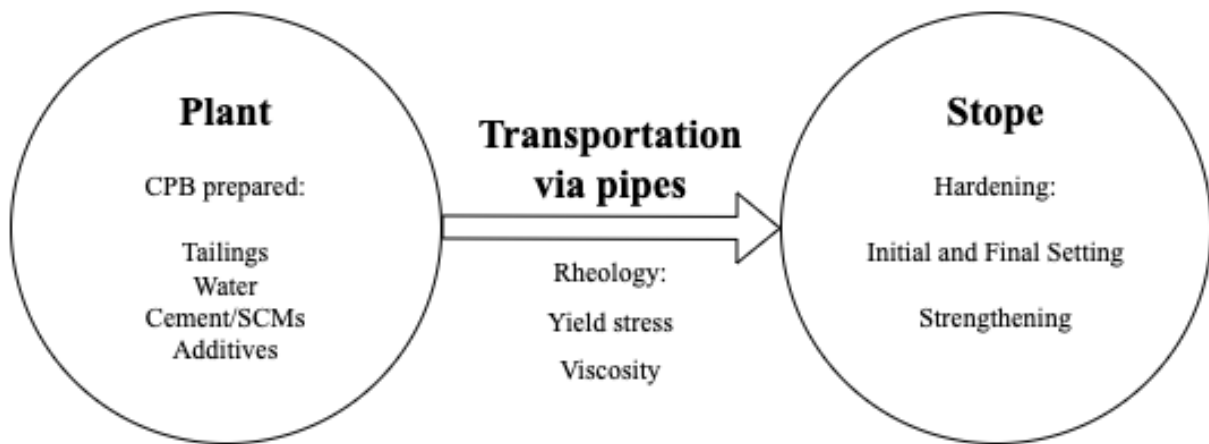 Plant
CPB prepared:
Tailings
Water
Cement/SCMs
Additives
Transportation
via pipes
Rheology:
Yield stress
Viscosity
Stope
Hardening:
Initial and Final Setting
Strengthening